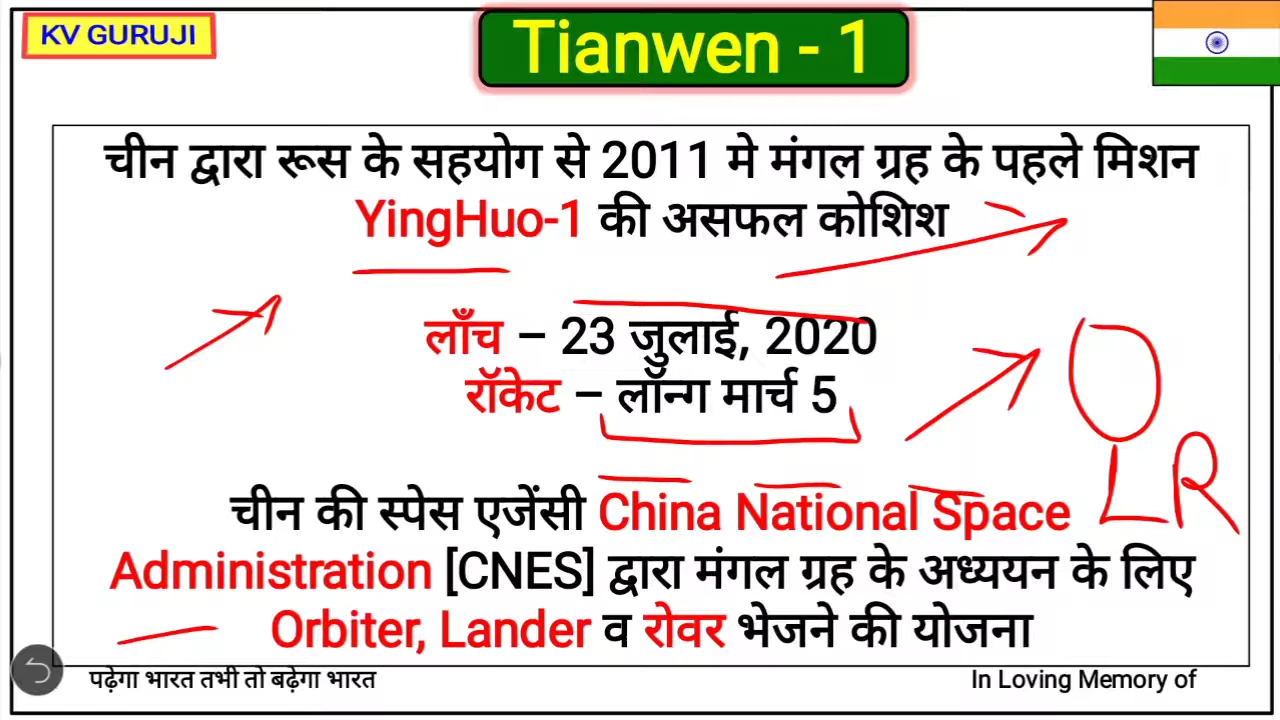 KV GURUJI
Tianwen - 1
चीन द्वारा रूस के सहयोग से 2011 मे मंगल ग्रह के पहले मिशन
YingHuo-1 की असफल कोशिश
लाँच – 23 जुलाई, 2020
रॉकेट – लॉन्ग मार्च 5
चीन की स्पेस एजेंसी China National Space
Administration [CNES] द्वारा मंगल ग्रह के अध्ययन के लिए
Orbiter, Lander व रोवर भेजने की योजना
O
L R
पढ़ेगा भारत तभी तो बढ़ेगा भारत
In Loving Memory of